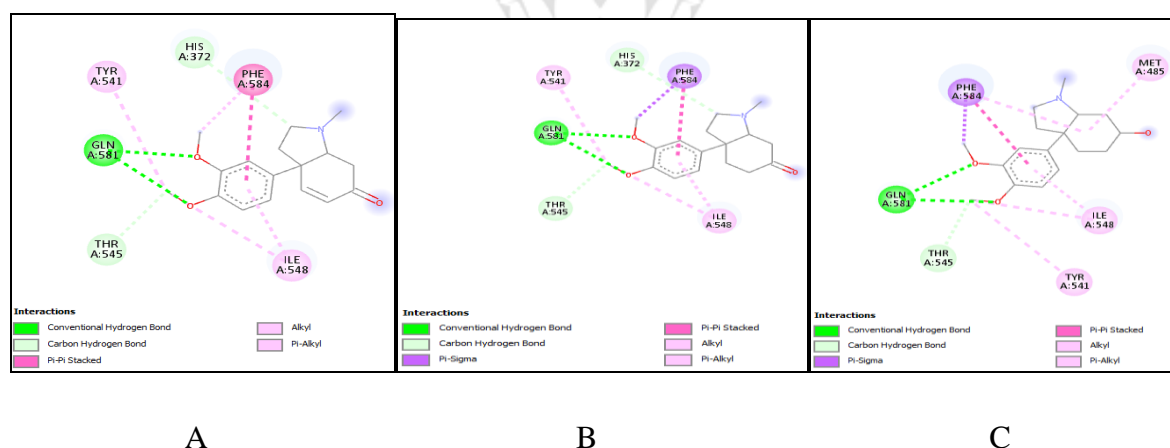 HIS
A:372
TYR
A:541
PHE
A:584
GLN
A:581
N
O
O
O
THR
A:545
ILE
A:548
Interactions
Conventional Hydrogen Bond
Carbon Hydrogen Bond
Pi-Pi Stacked
Alkyl
Pi-Alkyl
HIS
A:372
TYR
A:541
PHE
A:584
GLN
A:581
N
O
O
O
THR
A:545
ILE
A:548
Interactions
Conventional Hydrogen Bond
Carbon Hydrogen Bond
Pi-Sigma
Pi-Pi Stacked
Alkyl
Pi-Alkyl
MET
A:485
PHE
A:584
N
O
O
O
GLN
A:581
ILE
A:548
THR
A:545
TYR
A:541
Interactions
Conventional Hydrogen Bond
Carbon Hydrogen Bond
Pi-Sigma
Pi-Pi Stacked
Alkyl
Pi-Alkyl
A
B
C